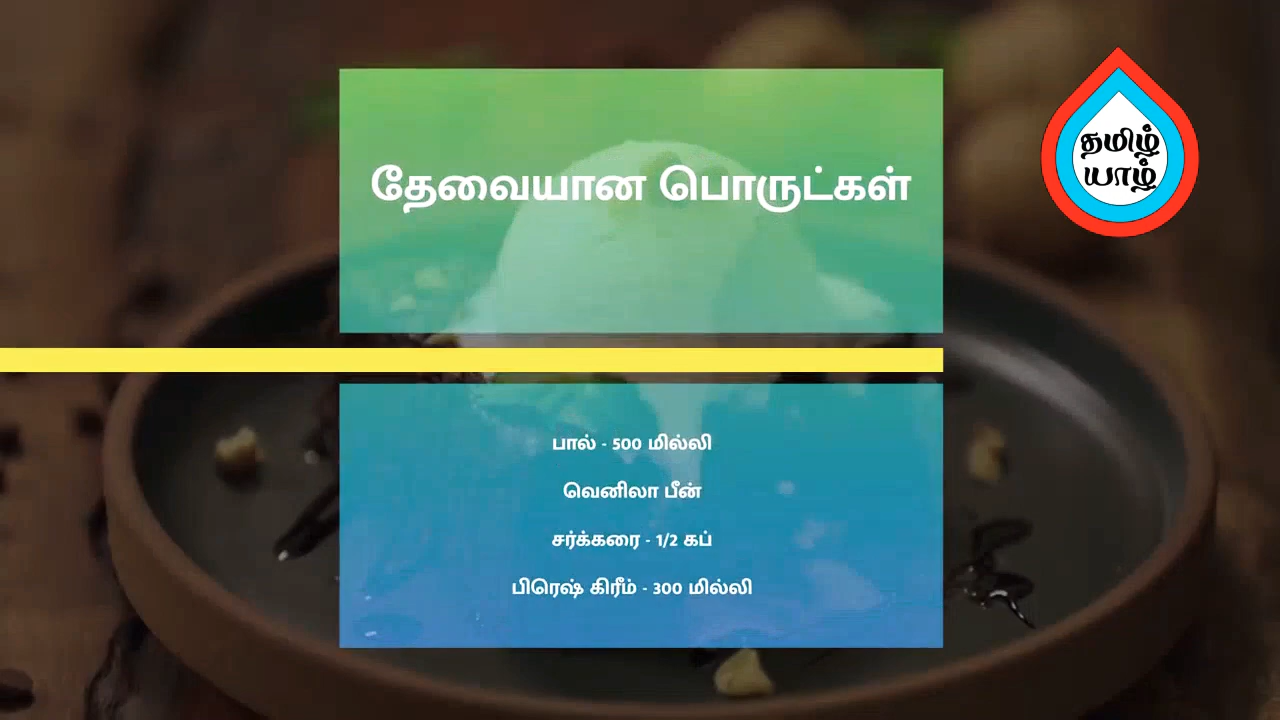 தேவையான பொருட்கள்
தமிழ்
யாழ்
பால் - 500 மில்லி
வெனிலா பீன்
சர்க்கரை - 1/2 கப்
பிரெஷ் கிரீம் - 300 மில்லி